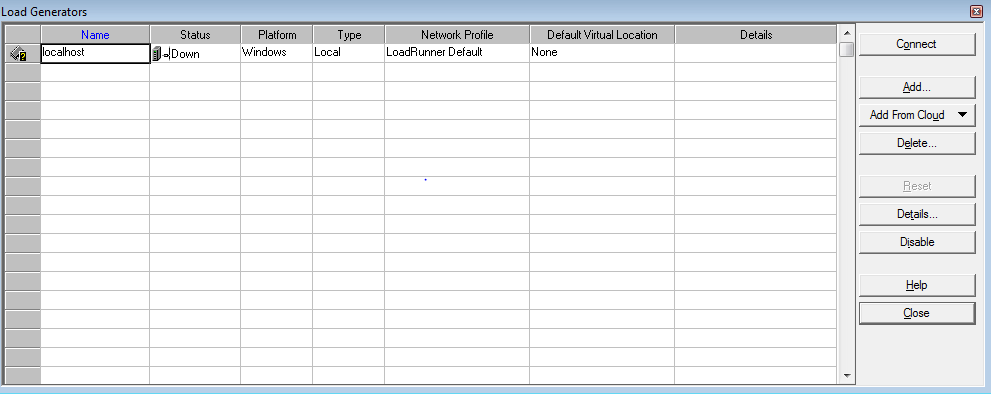 Load Generators
Name Status Platform Type Network Profile Default Virtual Location Details
localhost Down Windows Local LoadRunner Default None
Connect
Add...
Add From Cloud
Delete...
Reset
Details...
Disable
Help
Close